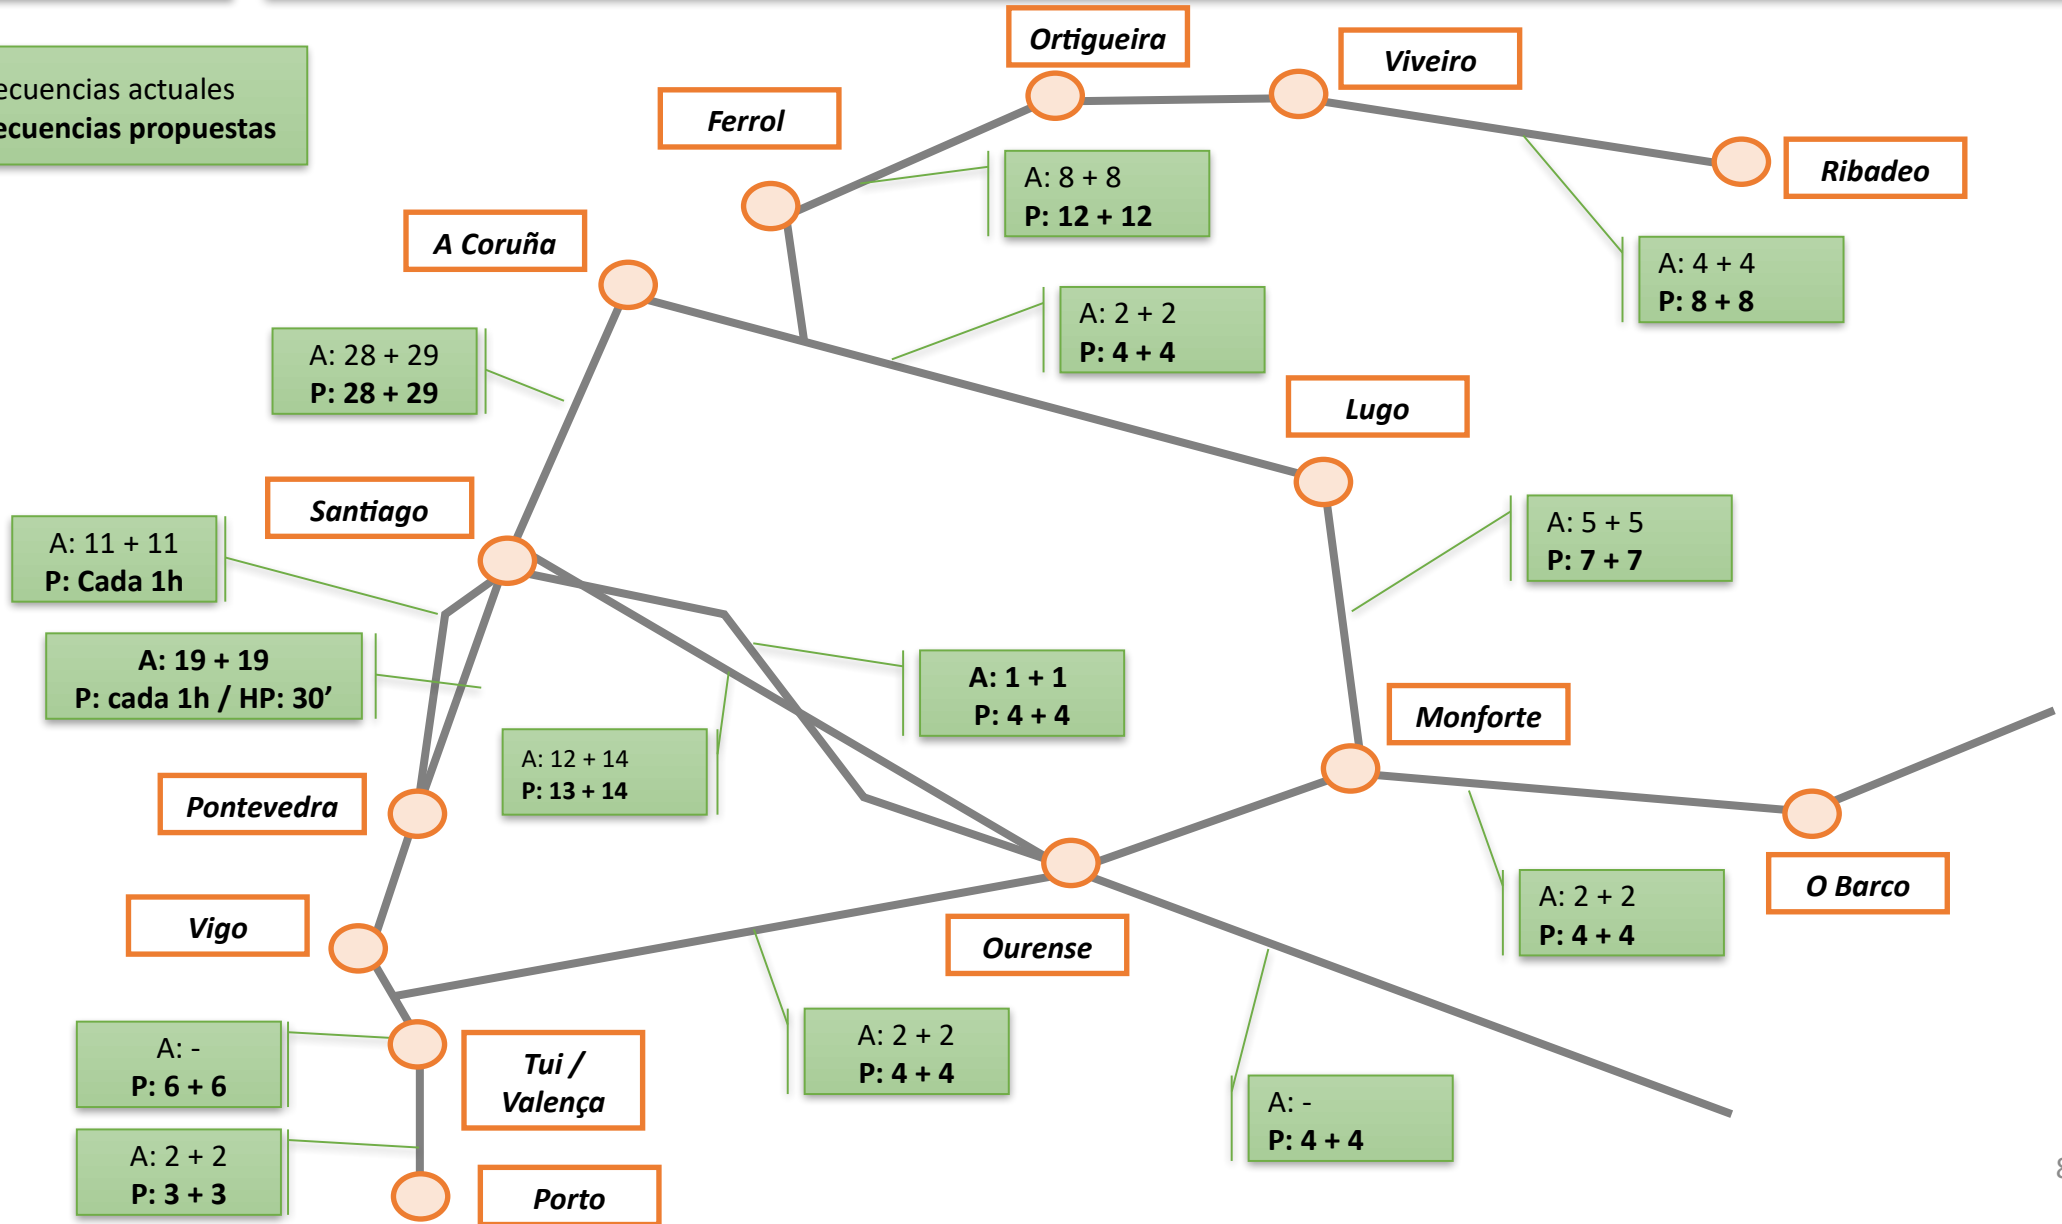 Ortigueira
Viveiro
ecuencias actuales
ecuencias propuestas
Ferrol
Ribadeo
A: 8 + 8
P: 12 + 12
A Coruña
A: 4 + 4
P: 8 + 8
A: 2 + 2
P: 4 + 4
A: 28 + 29
P: 28 + 29
Lugo
Santiago
A: 11 + 11
P: Cada 1h
A: 5 + 5
P: 7 + 7
A: 19 + 19
P: cada 1h / HP: 30’
A: 1 + 1
P: 4 + 4
Monforte
A: 12 + 14
P: 13 + 14
Pontevedra
O Barco
Vigo
Ourense
A: 2 + 2
P: 4 + 4
A: -
P: 6 + 6
Tui /
Valença
A: 2 + 2
P: 4 + 4
A: -
P: 4 + 4
A: 2 + 2
P: 3 + 3
Porto